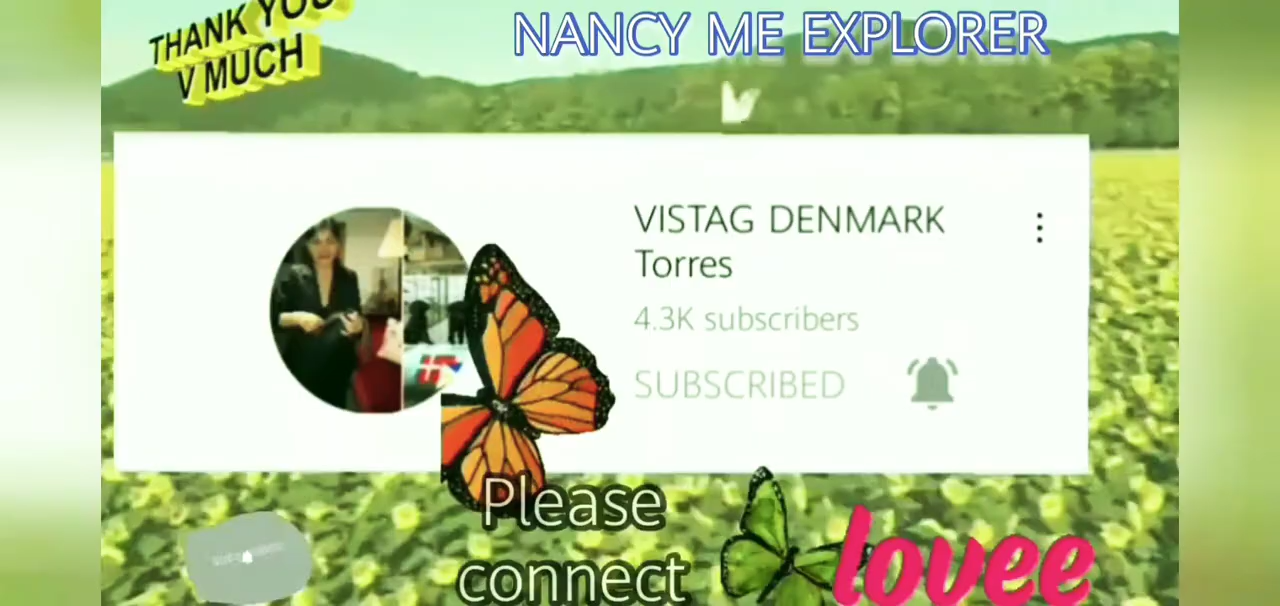 THANK YOU
V MUCH
NANCY ME EXPLORER
VISTAG DENMARK
Torres
4.3K subscribers
SUBSCRIBED
Please
connect
lovee